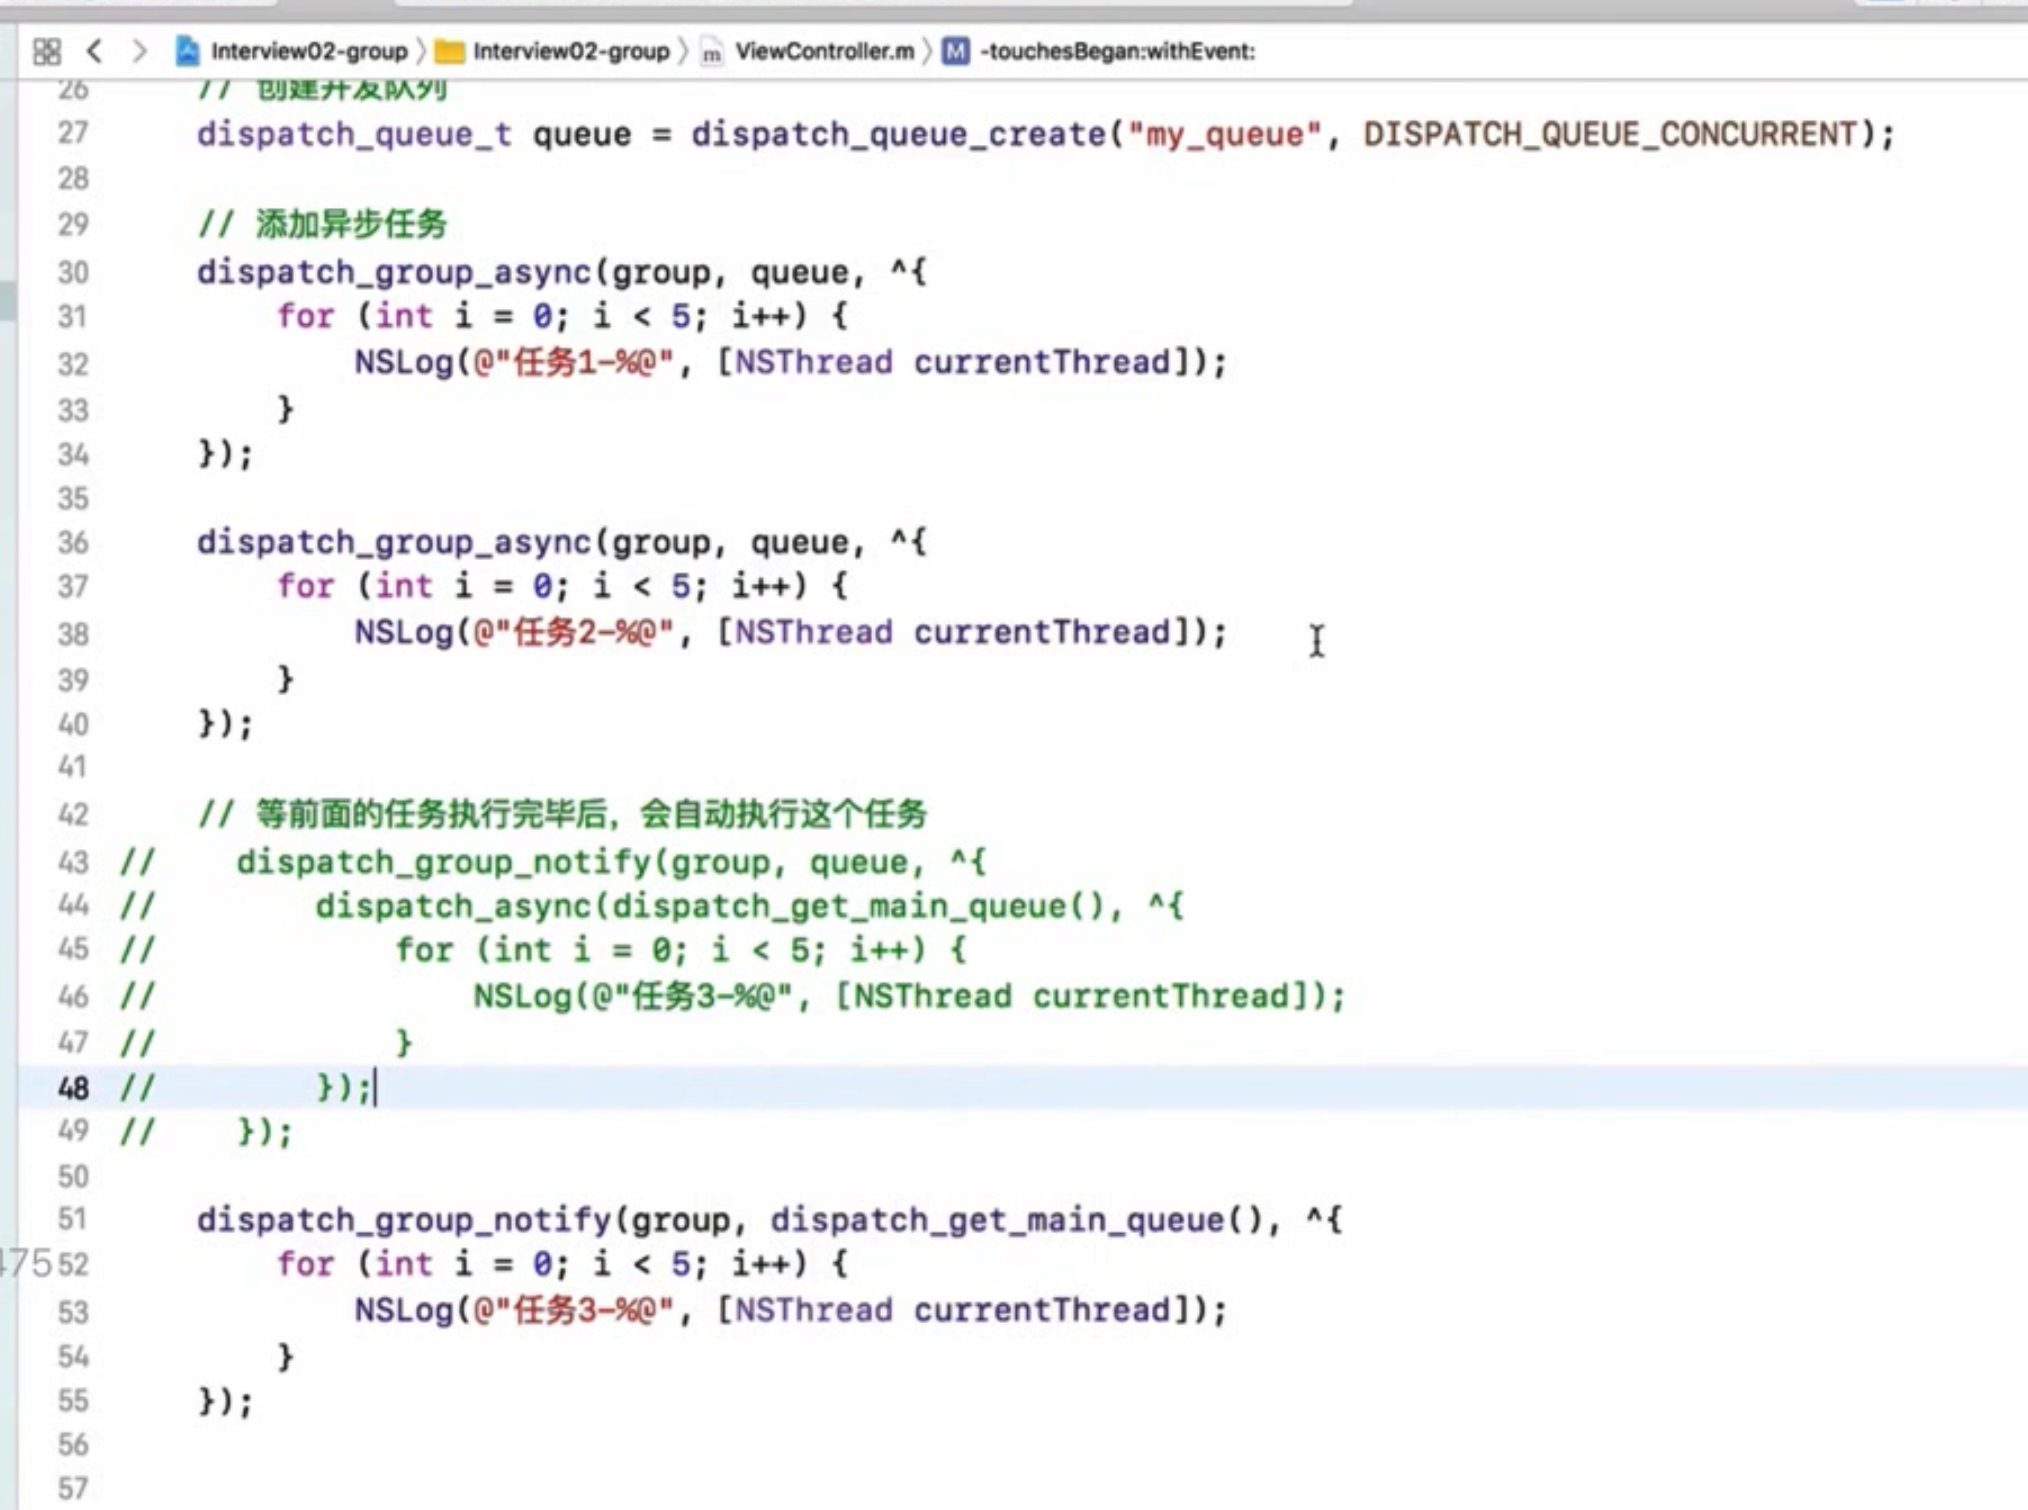 Interview02-group 〉 Interview02-group 〉 m ViewController.m 〉 M -touchesBegan:withEvent:
26 // 创建并发队列
27 dispatch_queue_t queue = dispatch_queue_create("my_queue", DISPATCH_QUEUE_CONCURRENT);
28
29 // 添加异步任务
30 dispatch_group_async(group, queue, ^{
31 for (int i = 0; i < 5; i++) {
32 NSLog(@"任务1-%@", [NSThread currentThread]);
33 }
34 });
35
36 dispatch_group_async(group, queue, ^{
37 for (int i = 0; i < 5; i++) {
38 NSLog(@"任务2-%@", [NSThread currentThread]);
39 }
40 });
41
42 // 等前面的任务执行完毕后，会自动执行这个任务
43 // dispatch_group_notify(group, queue, ^{
44 // dispatch_async(dispatch_get_main_queue(), ^{
45 // for (int i = 0; i < 5; i++) {
46 // NSLog(@"任务3-%@", [NSThread currentThread]);
47 // }
48 // });
49 // });
50
51 dispatch_group_notify(group, dispatch_get_main_queue(), ^{
475 52 for (int i = 0; i < 5; i++) {
53 NSLog(@"任务3-%@", [NSThread currentThread]);
54 }
55 });
56
57